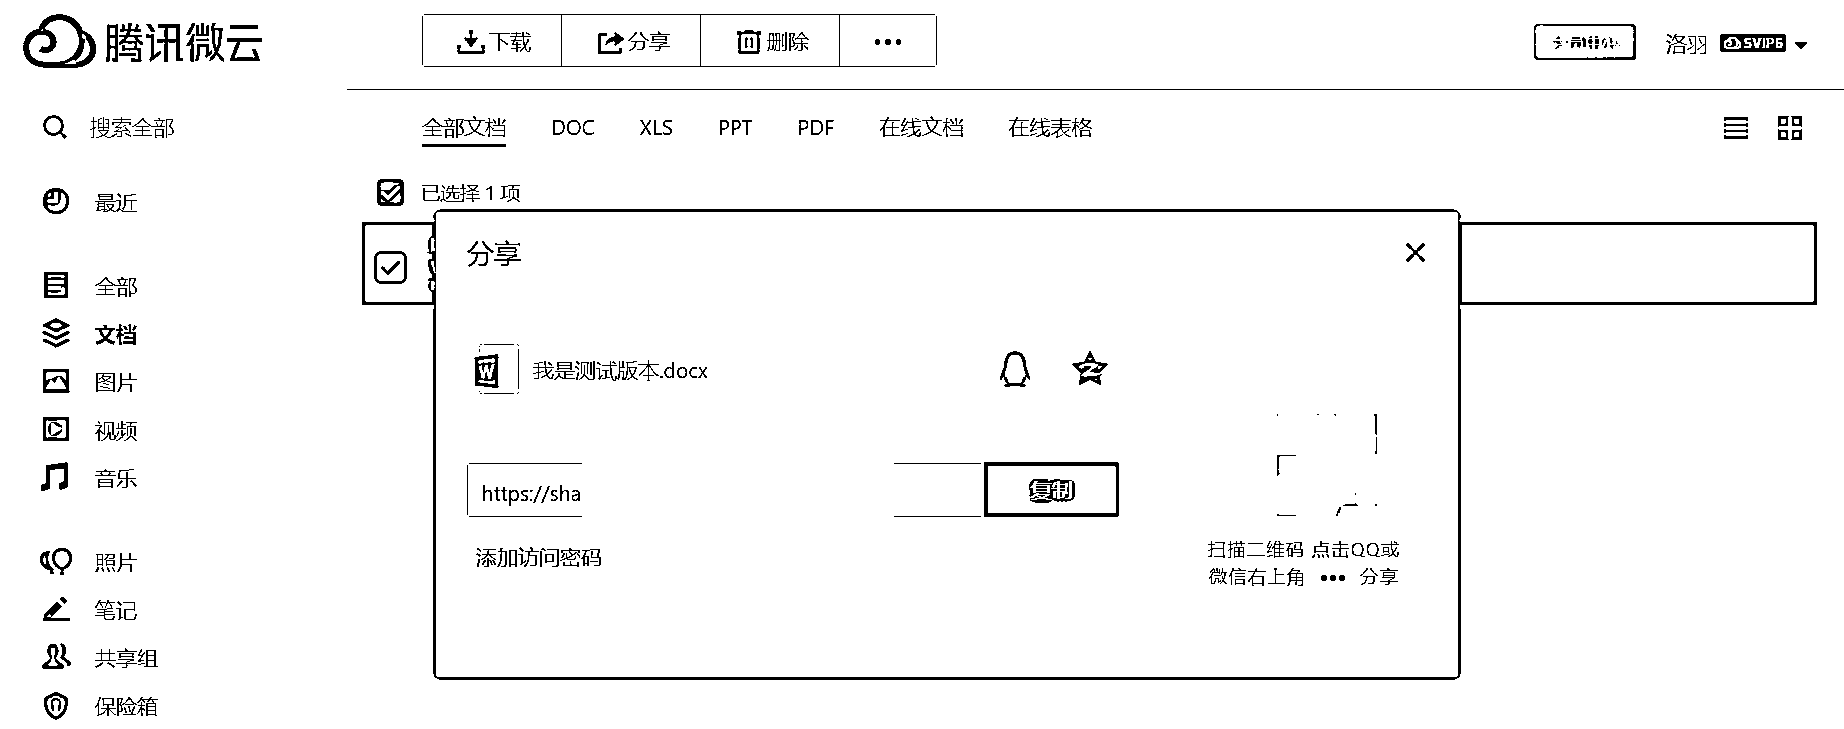 腾讯微云
下载 分享 删除 •••
洛羽 SVIP6
搜索全部
全部文档 DOC XLS PPT PDF 在线文档 在线表格
最近
已选择 1 项
全部
文档
图片
视频
音乐
照片
笔记
共享组
保险箱
分享
我是测试版本.docx
https://sha
复制
添加访问密码
扫描二维码 点击QQ或
微信右上角 ••• 分享